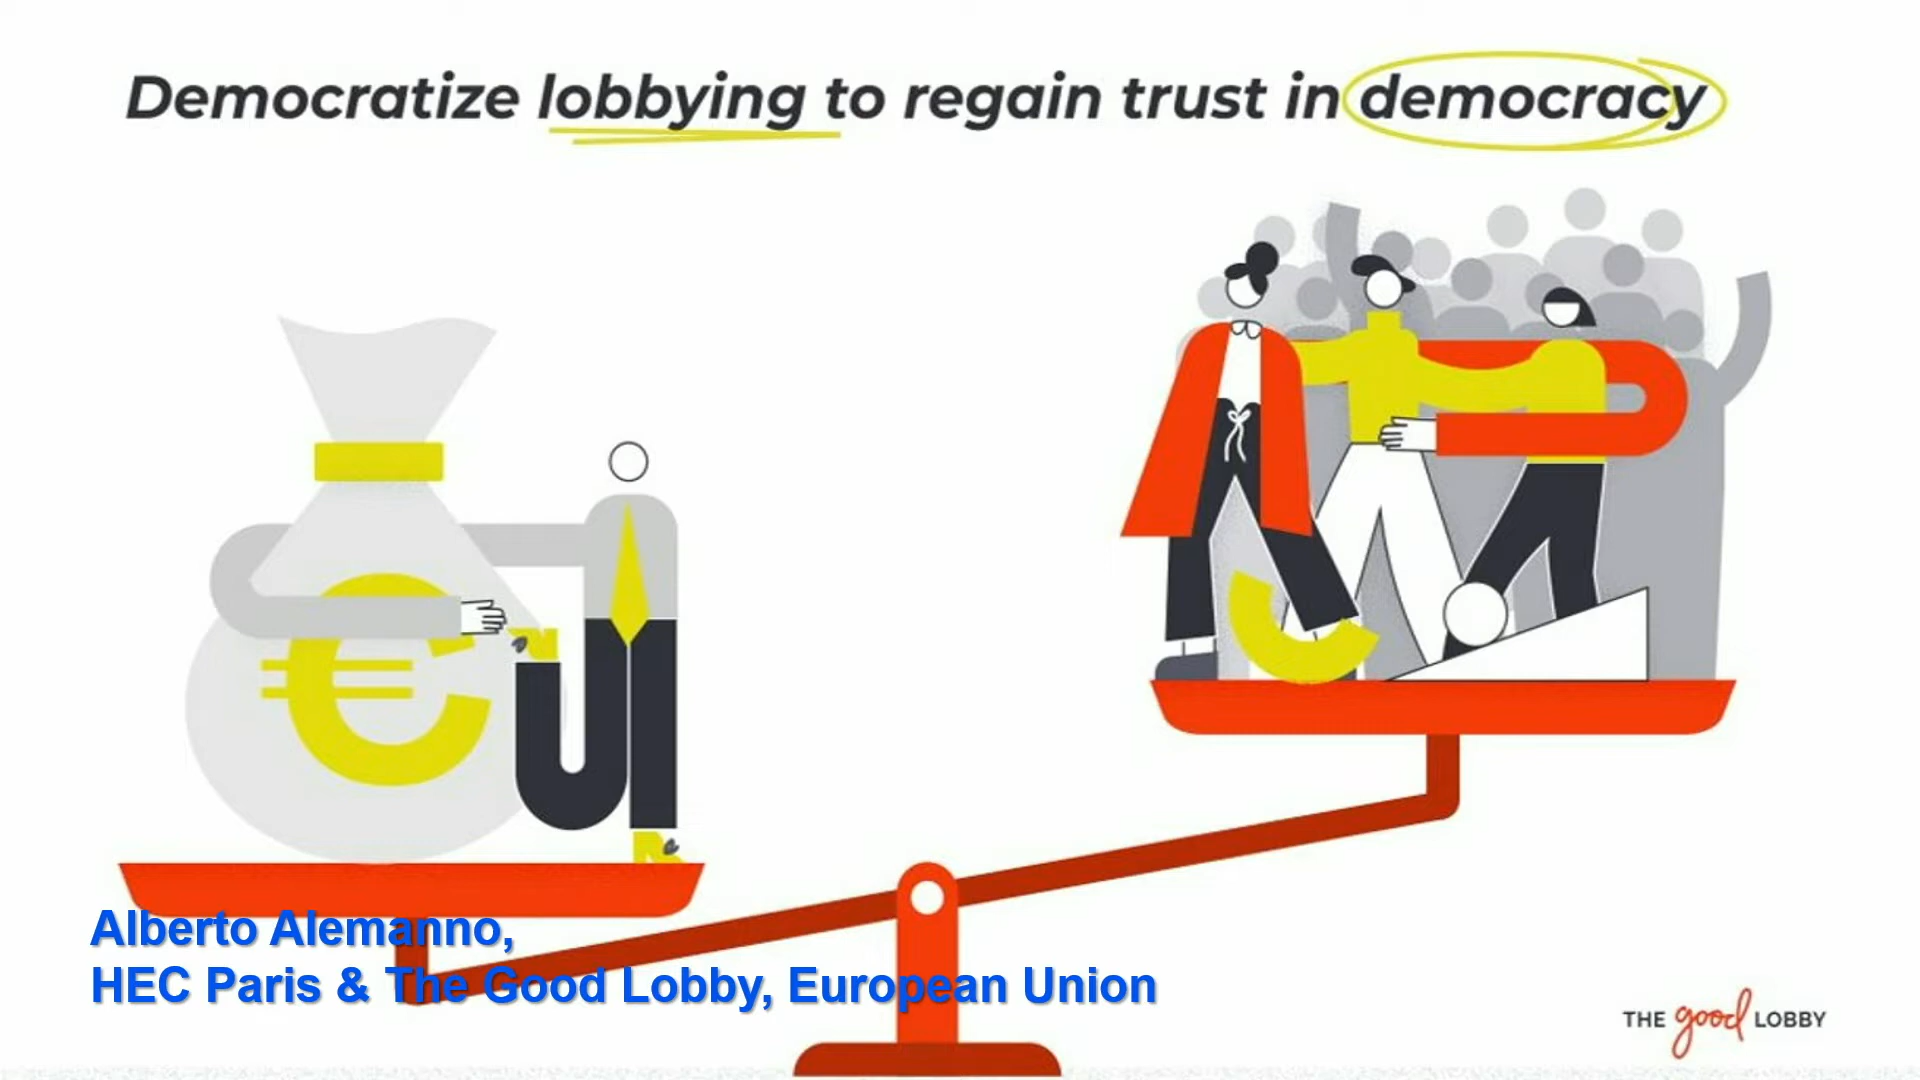 Democratize lobbying to regain trust in democracy
€
Alberto Alemanno,
HEC Paris & The Good Lobby, European Union
THE good LOBBY